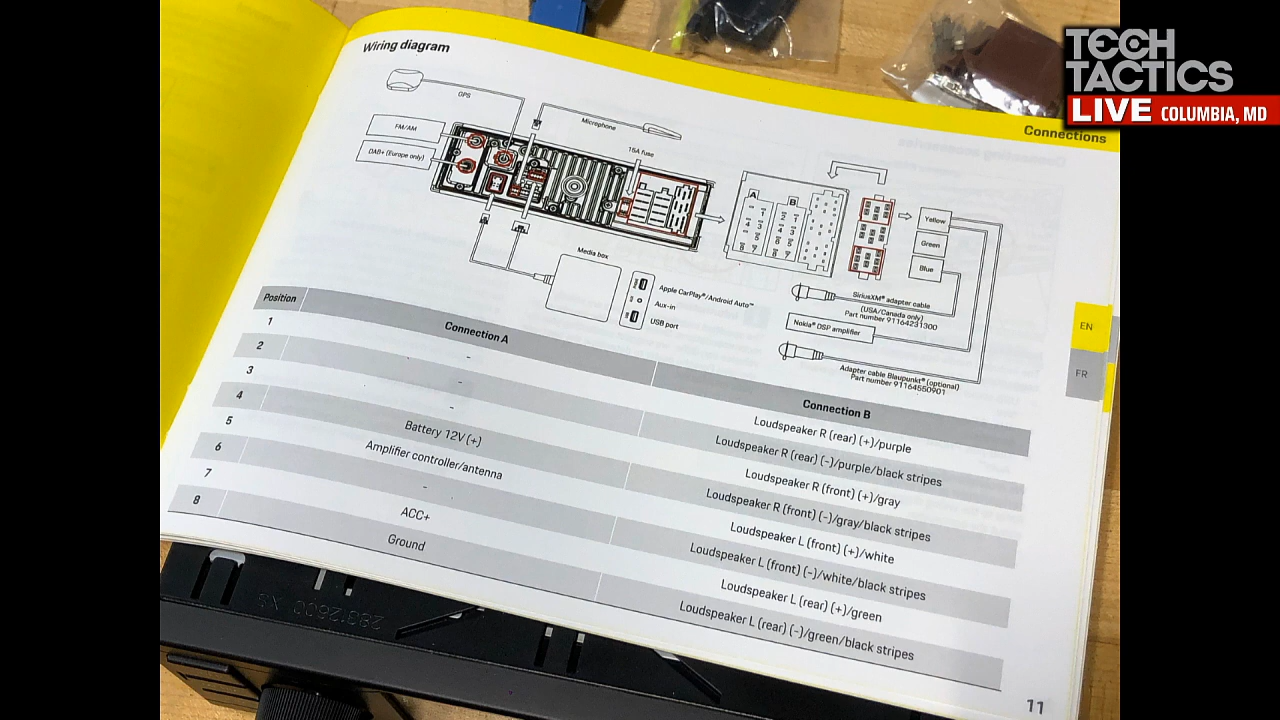 TECH
TACTICS
LIVE COLUMBIA, MD
Wiring diagram
Connections
GPS
Microphone
FM/AM
DAB+ (Europe only)
15A fuse
A
B
Yellow
Green
Blue
Media box
Apple CarPlay®/Android Auto™
Aux-in
USB port
SiriusXM® adapter cable
(USA/Canada only)
Part number 91164231300
Nokia® DSP amplifier
Adapter cable Blaupunkt® (optional)
Part number 91164550901
EN
FR
Position Connection A Connection B
1 - Loudspeaker R (rear) (+)/purple
2 - Loudspeaker R (rear) (-)/purple/black stripes
3 - Loudspeaker R (front) (+)/gray
4 Battery 12V (+) Loudspeaker R (front) (-)/gray/black stripes
5 Amplifier controller/antenna Loudspeaker L (front) (+)/white
6 - Loudspeaker L (front) (-)/white/black stripes
7 ACC+ Loudspeaker L (rear) (+)/green
8 Ground Loudspeaker L (rear) (-)/green/black stripes
11